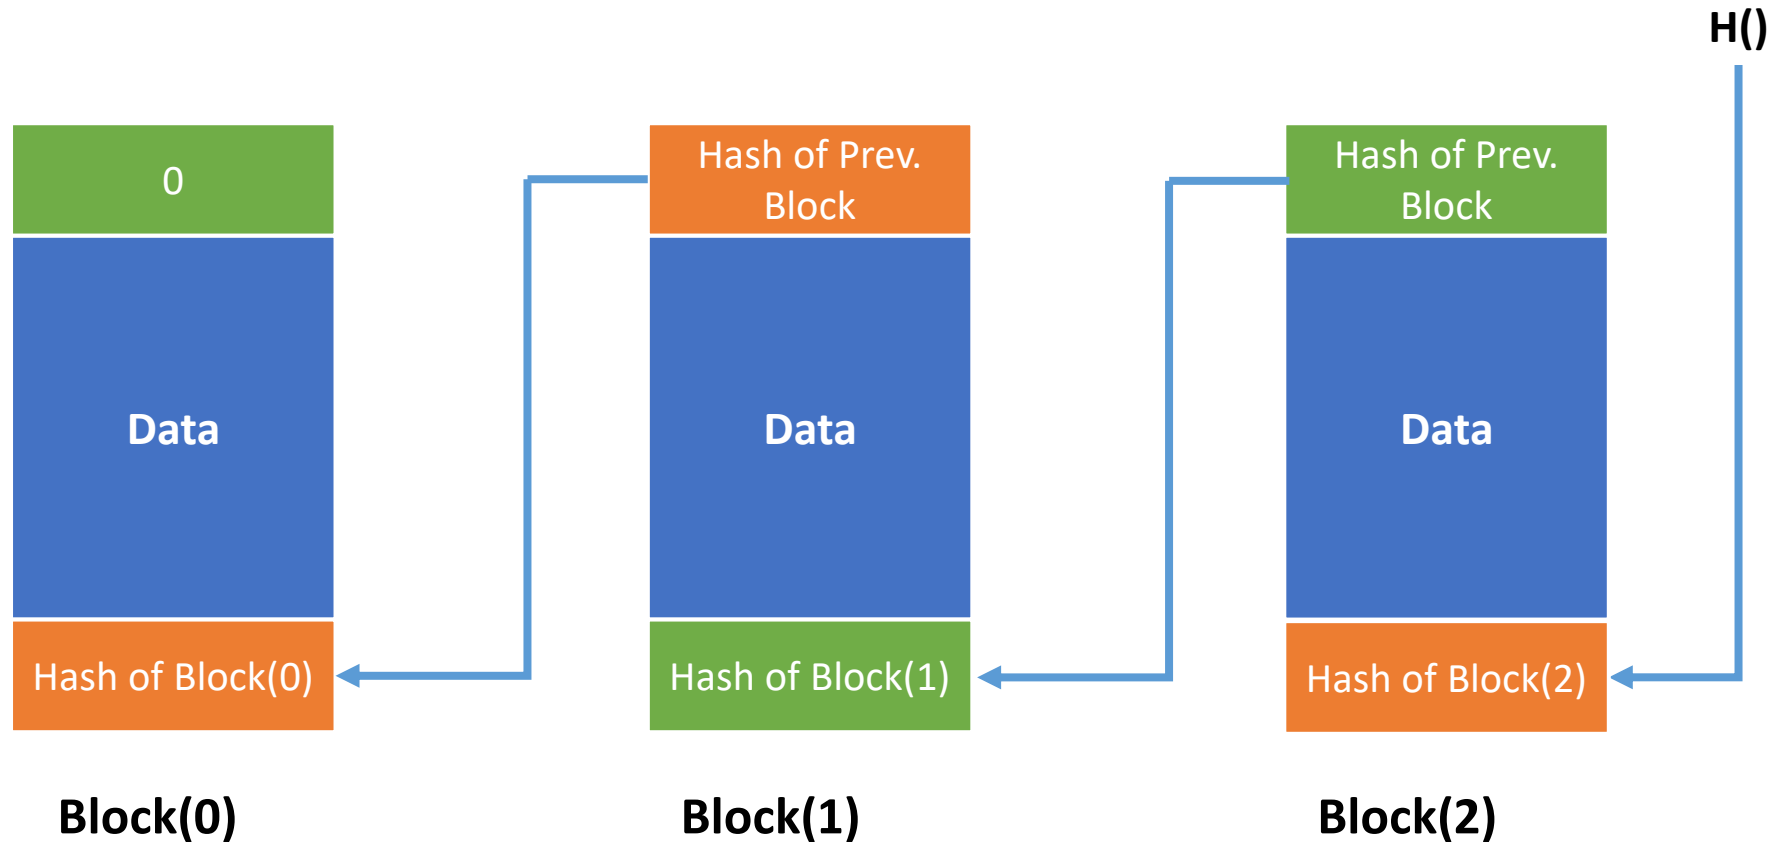 H()
0
Data
Hash of Block(0)
Block(0)
Hash of Prev.
Block
Data
Hash of Block(1)
Block(1)
Hash of Prev.
Block
Data
Hash of Block(2)
Block(2)